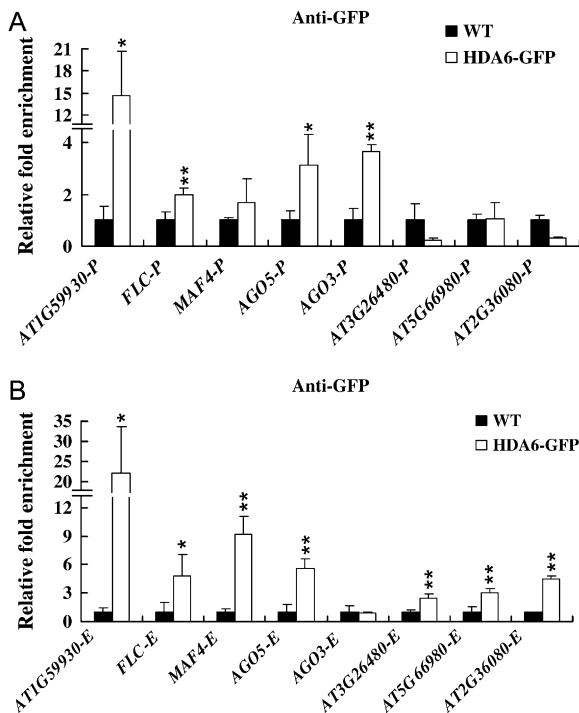 A
Anti-GFP
WT
HDA6-GFP
Relative fold enrichment
21
18
15
12
4
2
0
*
**
*
**
AT1G59930-P
FLC-P
MAF4-P
AGO5-P
AGO3-P
AT3G26480-P
AT5G66980-P
AT2G36080-P
B
Anti-GFP
WT
HDA6-GFP
Relative fold enrichment
35
30
25
20
12
9
6
3
0
*
*
**
**
**
**
**
AT1G59930-E
FLC-E
MAF4-E
AGO5-E
AGO3-E
AT3G26480-E
AT5G66980-E
AT2G36080-E